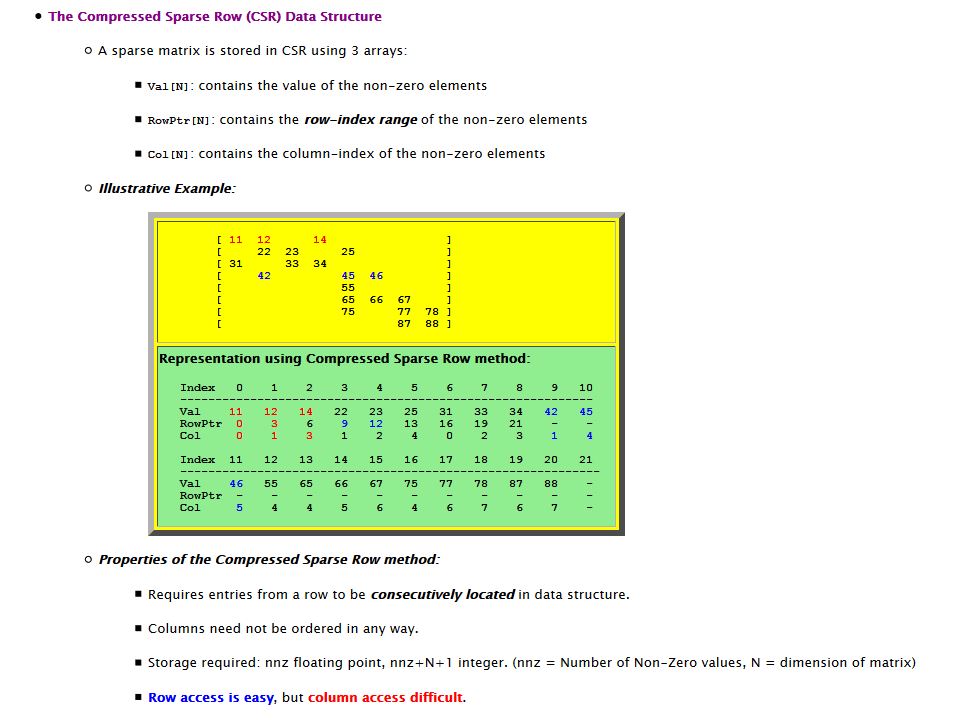 The Compressed Sparse Row (CSR) Data Structure
A sparse matrix is stored in CSR using 3 arrays:
Val[N]: contains the value of the non-zero elements
RowPtr[N]: contains the row-index range of the non-zero elements
Col[N]: contains the column-index of the non-zero elements
Illustrative Example:
[ 11 12 14 ]
[ 22 23 25 ]
[ 31 33 34 ]
[ 42 45 46 ]
[ 55 ]
[ 65 66 67 ]
[ 75 77 78 ]
[ 87 88 ]
Representation using Compressed Sparse Row method:
Index 0 1 2 3 4 5 6 7 8 9 10
------------------------------------------------------------
Val 11 12 14 22 23 25 31 33 34 42 45
RowPtr 0 3 6 9 12 13 16 19 21 - -
Col 0 1 3 1 2 4 0 2 3 1 4
Index 11 12 13 14 15 16 17 18 19 20 21
------------------------------------------------------------
Val 46 55 65 66 67 75 77 78 87 88 -
RowPtr - - - - - - - - - - -
Col 5 4 4 5 6 4 6 7 6 7 -
Properties of the Compressed Sparse Row method:
Requires entries from a row to be consecutively located in data structure.
Columns need not be ordered in any way.
Storage required: nnz floating point, nnz+N+1 integer. (nnz = Number of Non-Zero values, N = dimension of matrix)
Row access is easy, but column access difficult.